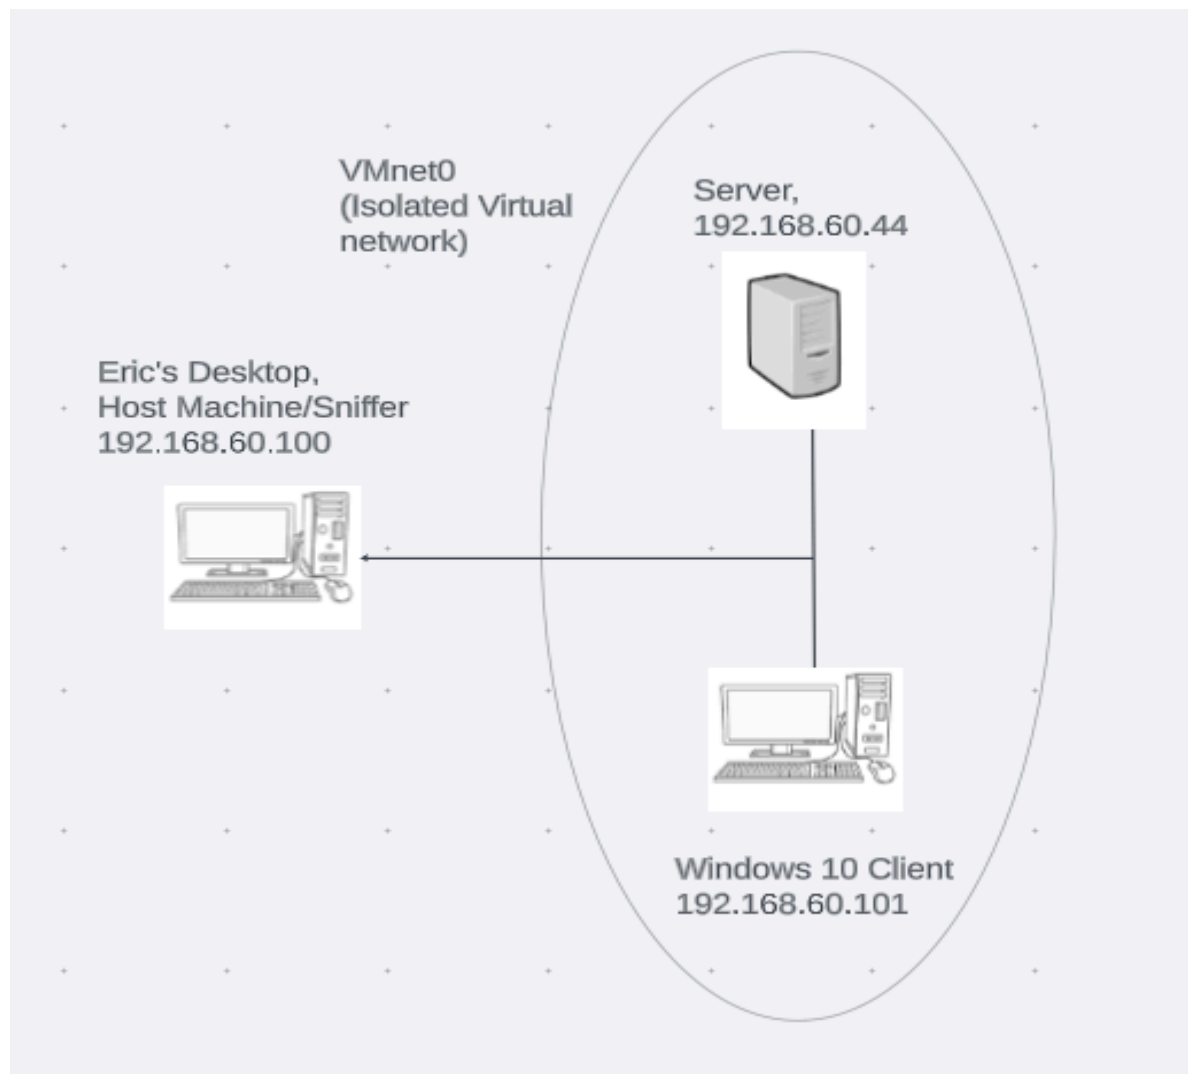 VMnet0
(Isolated Virtual
network)
Server,
192.168.60.44
Eric's Desktop,
Host Machine/Sniffer
192.168.60.100
Windows 10 Client
192.168.60.101